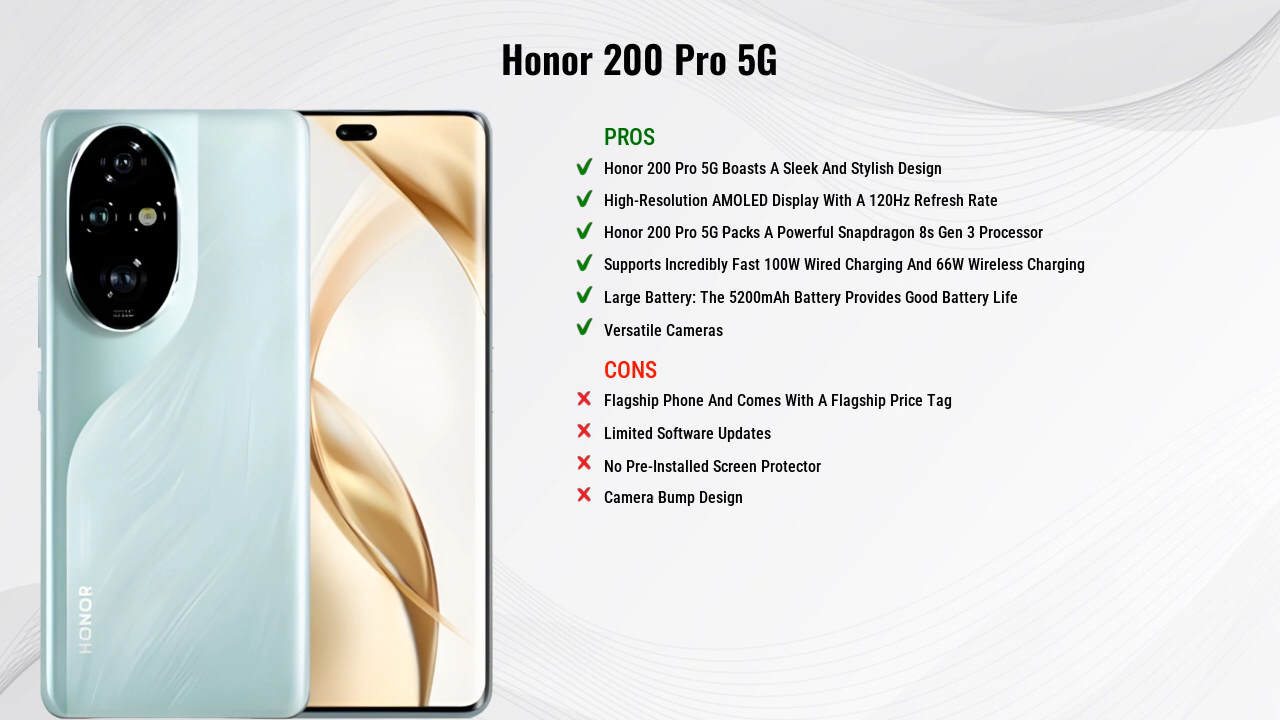 Honor 200 Pro 5G
PROS
Honor 200 Pro 5G Boasts A Sleek And Stylish Design
High-Resolution AMOLED Display With A 120Hz Refresh Rate
Honor 200 Pro 5G Packs A Powerful Snapdragon 8s Gen 3 Processor
Supports Incredibly Fast 100W Wired Charging And 66W Wireless Charging
Large Battery: The 5200mAh Battery Provides Good Battery Life
Versatile Cameras
CONS
Flagship Phone And Comes With A Flagship Price Tag
Limited Software Updates
No Pre-Installed Screen Protector
Camera Bump Design
HONOR